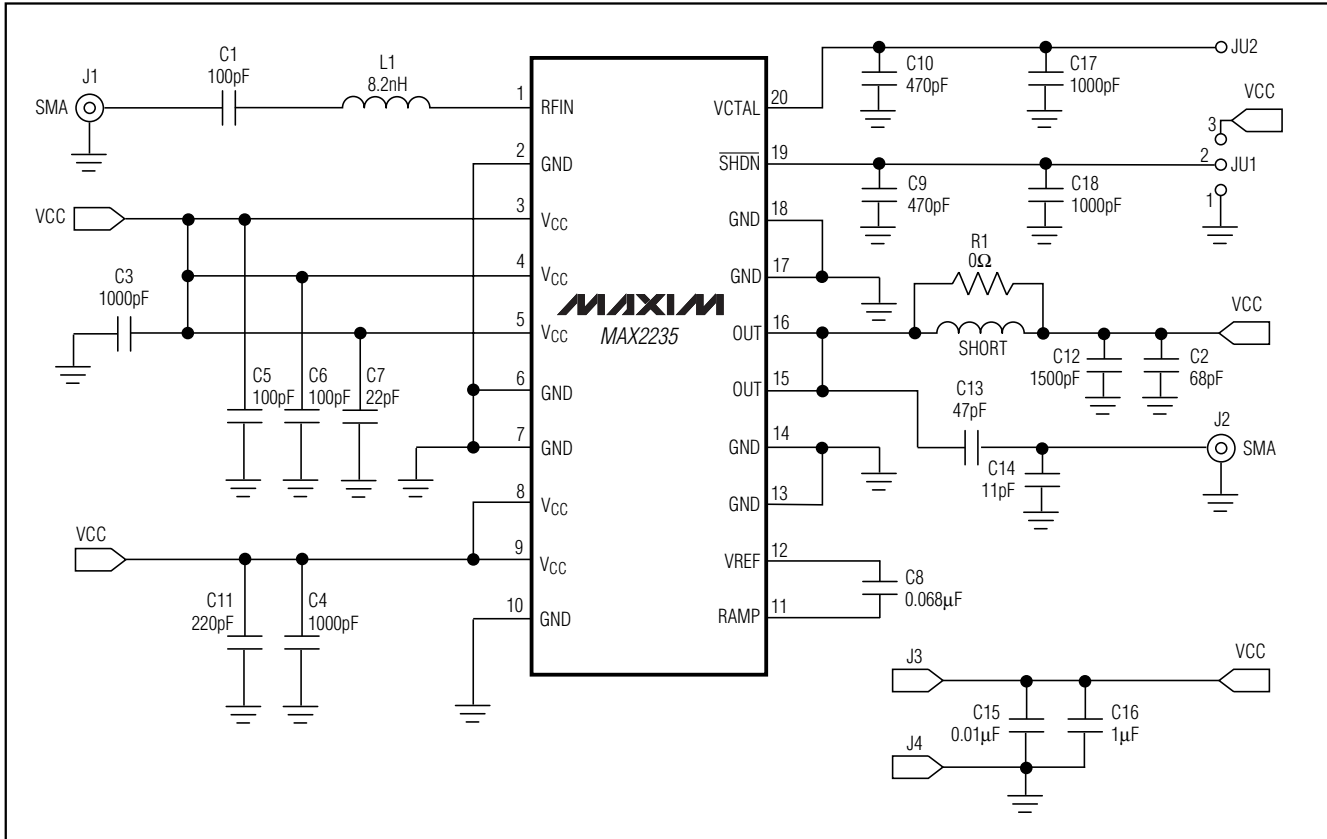 J1
SMA
C1
100pF
L1
8.2nH
1
RFIN
2
GND
VCC
3
VCC
4
VCC
C3
1000pF
5
VCC
C5
100pF
C6
100pF
C7
22pF
6
GND
7
GND
8
VCC
VCC
9
VCC
C11
220pF
C4
1000pF
10
GND
MAXIM
MAX2235
VCTAL
20
C10
470pF
C17
1000pF
JU2
VCC
3
SHDN
19
2
JU1
C9
470pF
C18
1000pF
1
GND
18
GND
17
R1
0Ω
OUT
16
SHORT
VCC
C12
1500pF
C2
68pF
OUT
15
C13
47pF
J2
SMA
GND
14
C14
11pF
GND
13
VREF
12
C8
0.068µF
RAMP
11
J3
VCC
C15
0.01µF
C16
1µF
J4